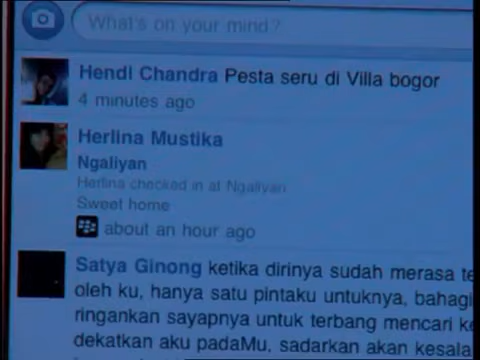 What's on your mind?
Hendi Chandra Pesta seru di Villa bogor
4 minutes ago
Herlina Mustika
Ngaliyan
Herlina checked in at Ngaliyan
Sweet home
about an hour ago
Satya Ginong ketika dirinya sudah merasa te
oleh ku, hanya satu pintaku untuknya, bahagi
ringankan sayapnya untuk terbang mencari ke
dekatkan aku padaMu, sadarkan akan kesala